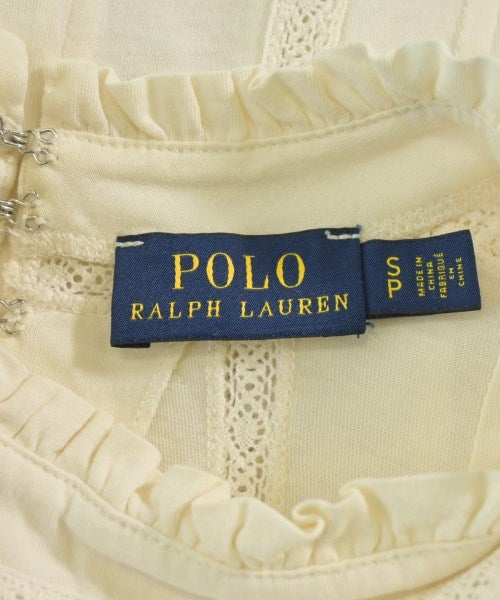 POLO
RALPH LAUREN
S
P
MADE IN
CHINA
FABRIQUÉ
EN
CHINE